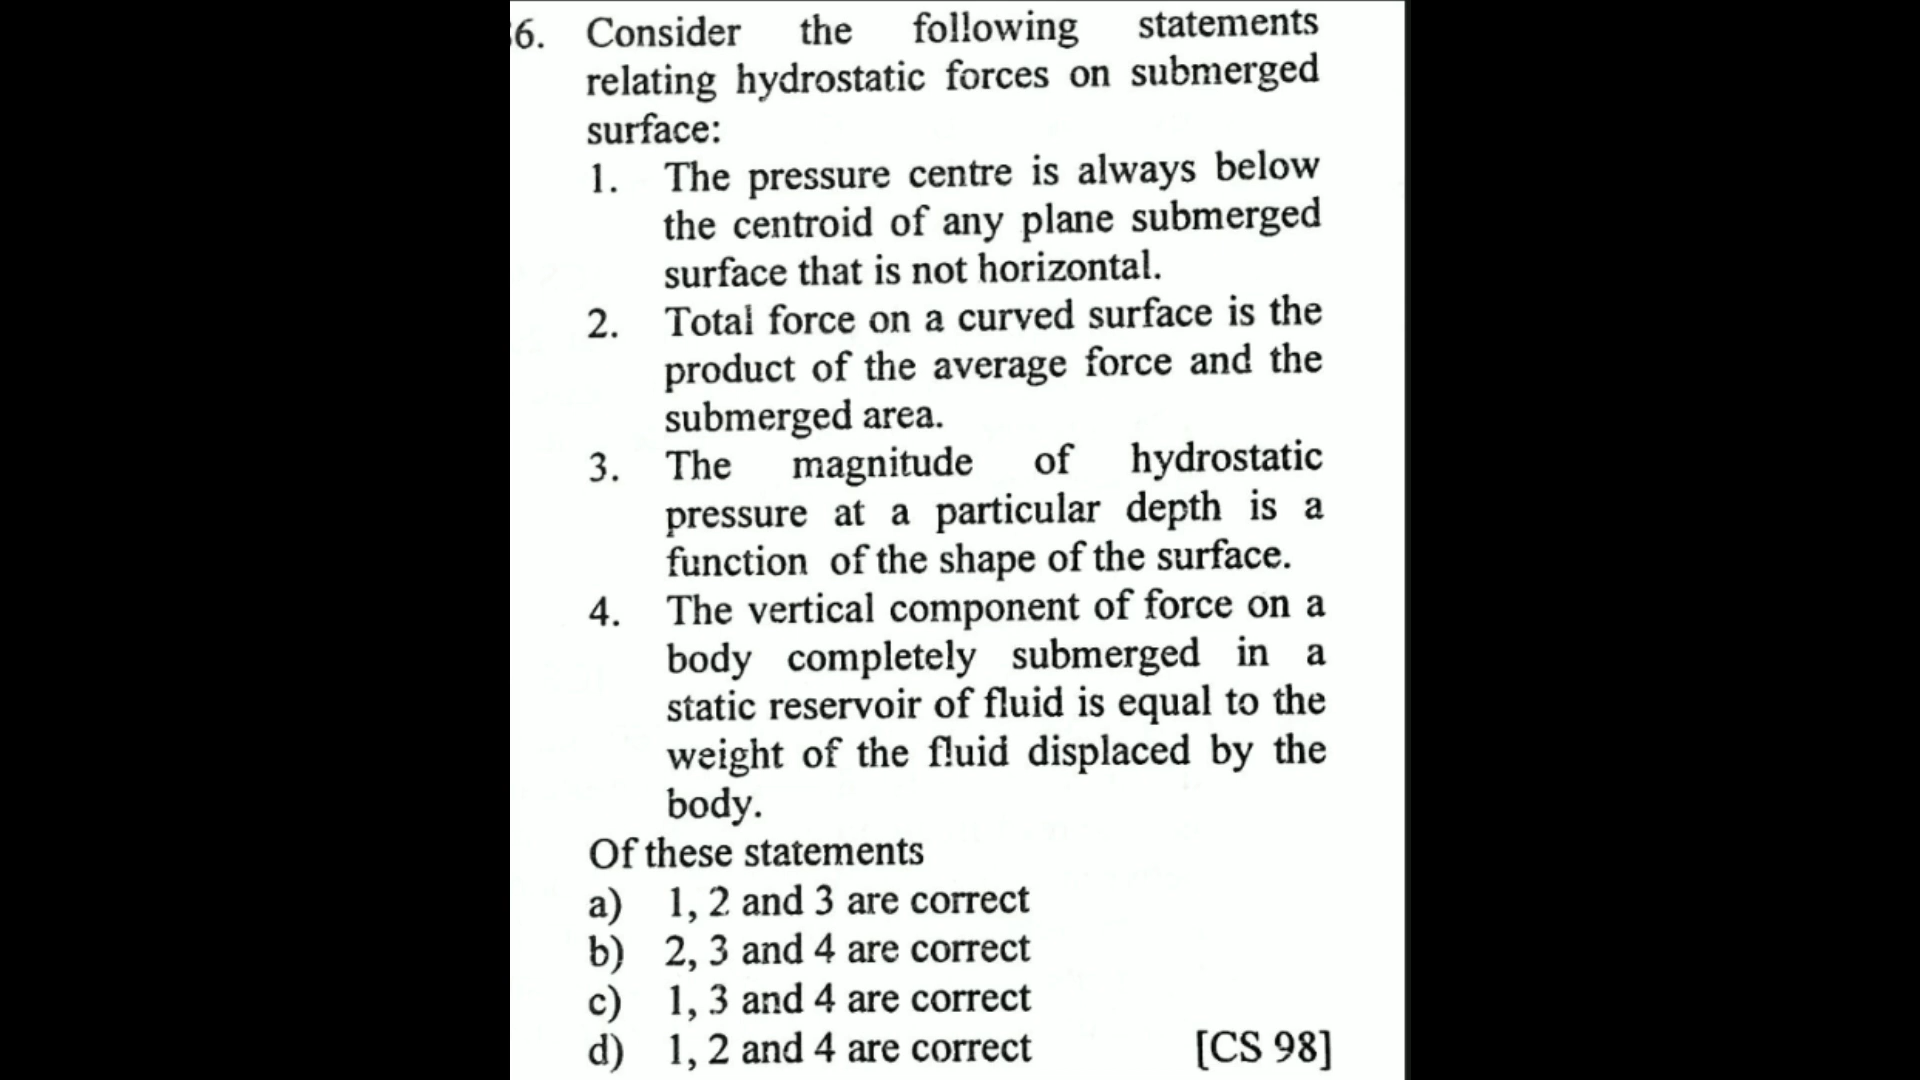 6. Consider the following statements
relating hydrostatic forces on submerged
surface:
1. The pressure centre is always below
the centroid of any plane submerged
surface that is not horizontal.
2. Total force on a curved surface is the
product of the average force and the
submerged area.
3. The magnitude of hydrostatic
pressure at a particular depth is a
function of the shape of the surface.
4. The vertical component of force on a
body completely submerged in a
static reservoir of fluid is equal to the
weight of the fluid displaced by the
body.
Of these statements
a) 1, 2 and 3 are correct
b) 2, 3 and 4 are correct
c) 1, 3 and 4 are correct
d) 1, 2 and 4 are correct [CS 98]